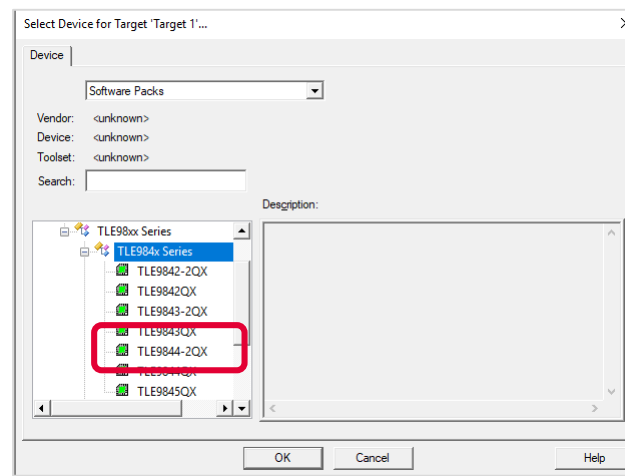 Select Device for Target 'Target 1'...
Device
Software Packs
Vendor: <unknown>
Device: <unknown>
Toolset: <unknown>
Search:
Description:
TLE98xx Series
TLE984x Series
TLE9842-2QX
TLE9842QX
TLE9843-2QX
TLE9843QX
TLE9844-2QX
TLE9845QX
OK Cancel Help